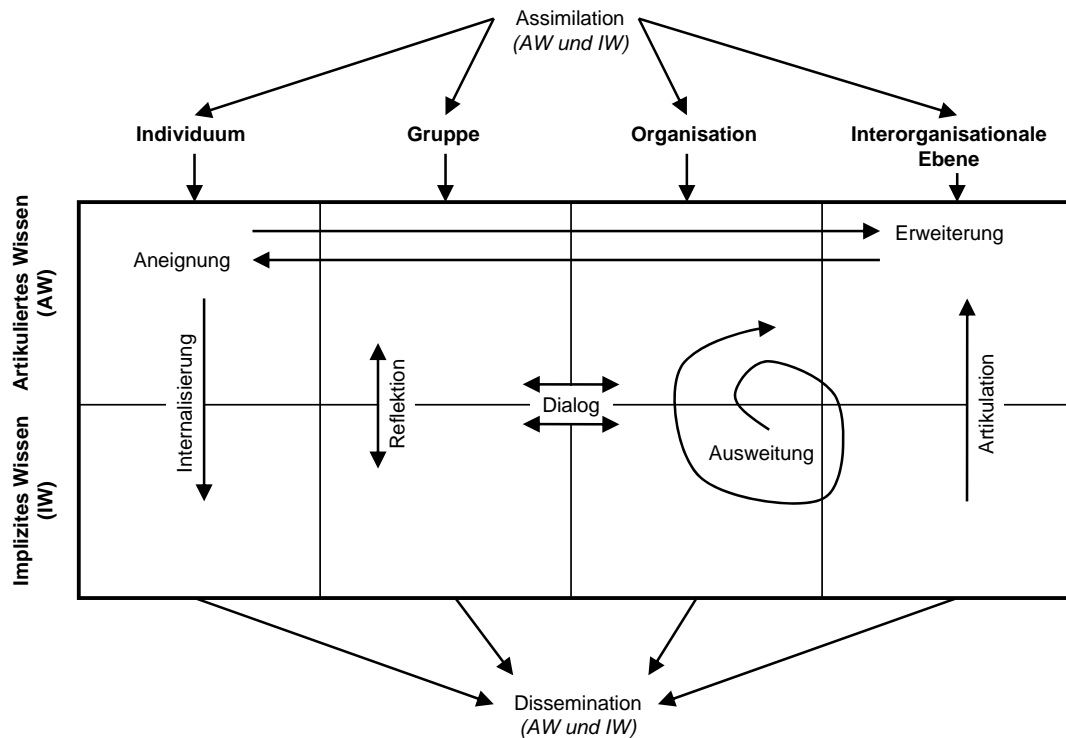 Assimilation
(AW und IW)
Individuum
Gruppe
Organisation
Interorganisationale
Ebene
Artikuliertes Wissen
(AW)
Implizites Wissen
(IW)
Erweiterung
Aneignung
Internalisierung
Reflektion
Dialog
Ausweitung
Artikulation
Dissemination
(AW und IW)